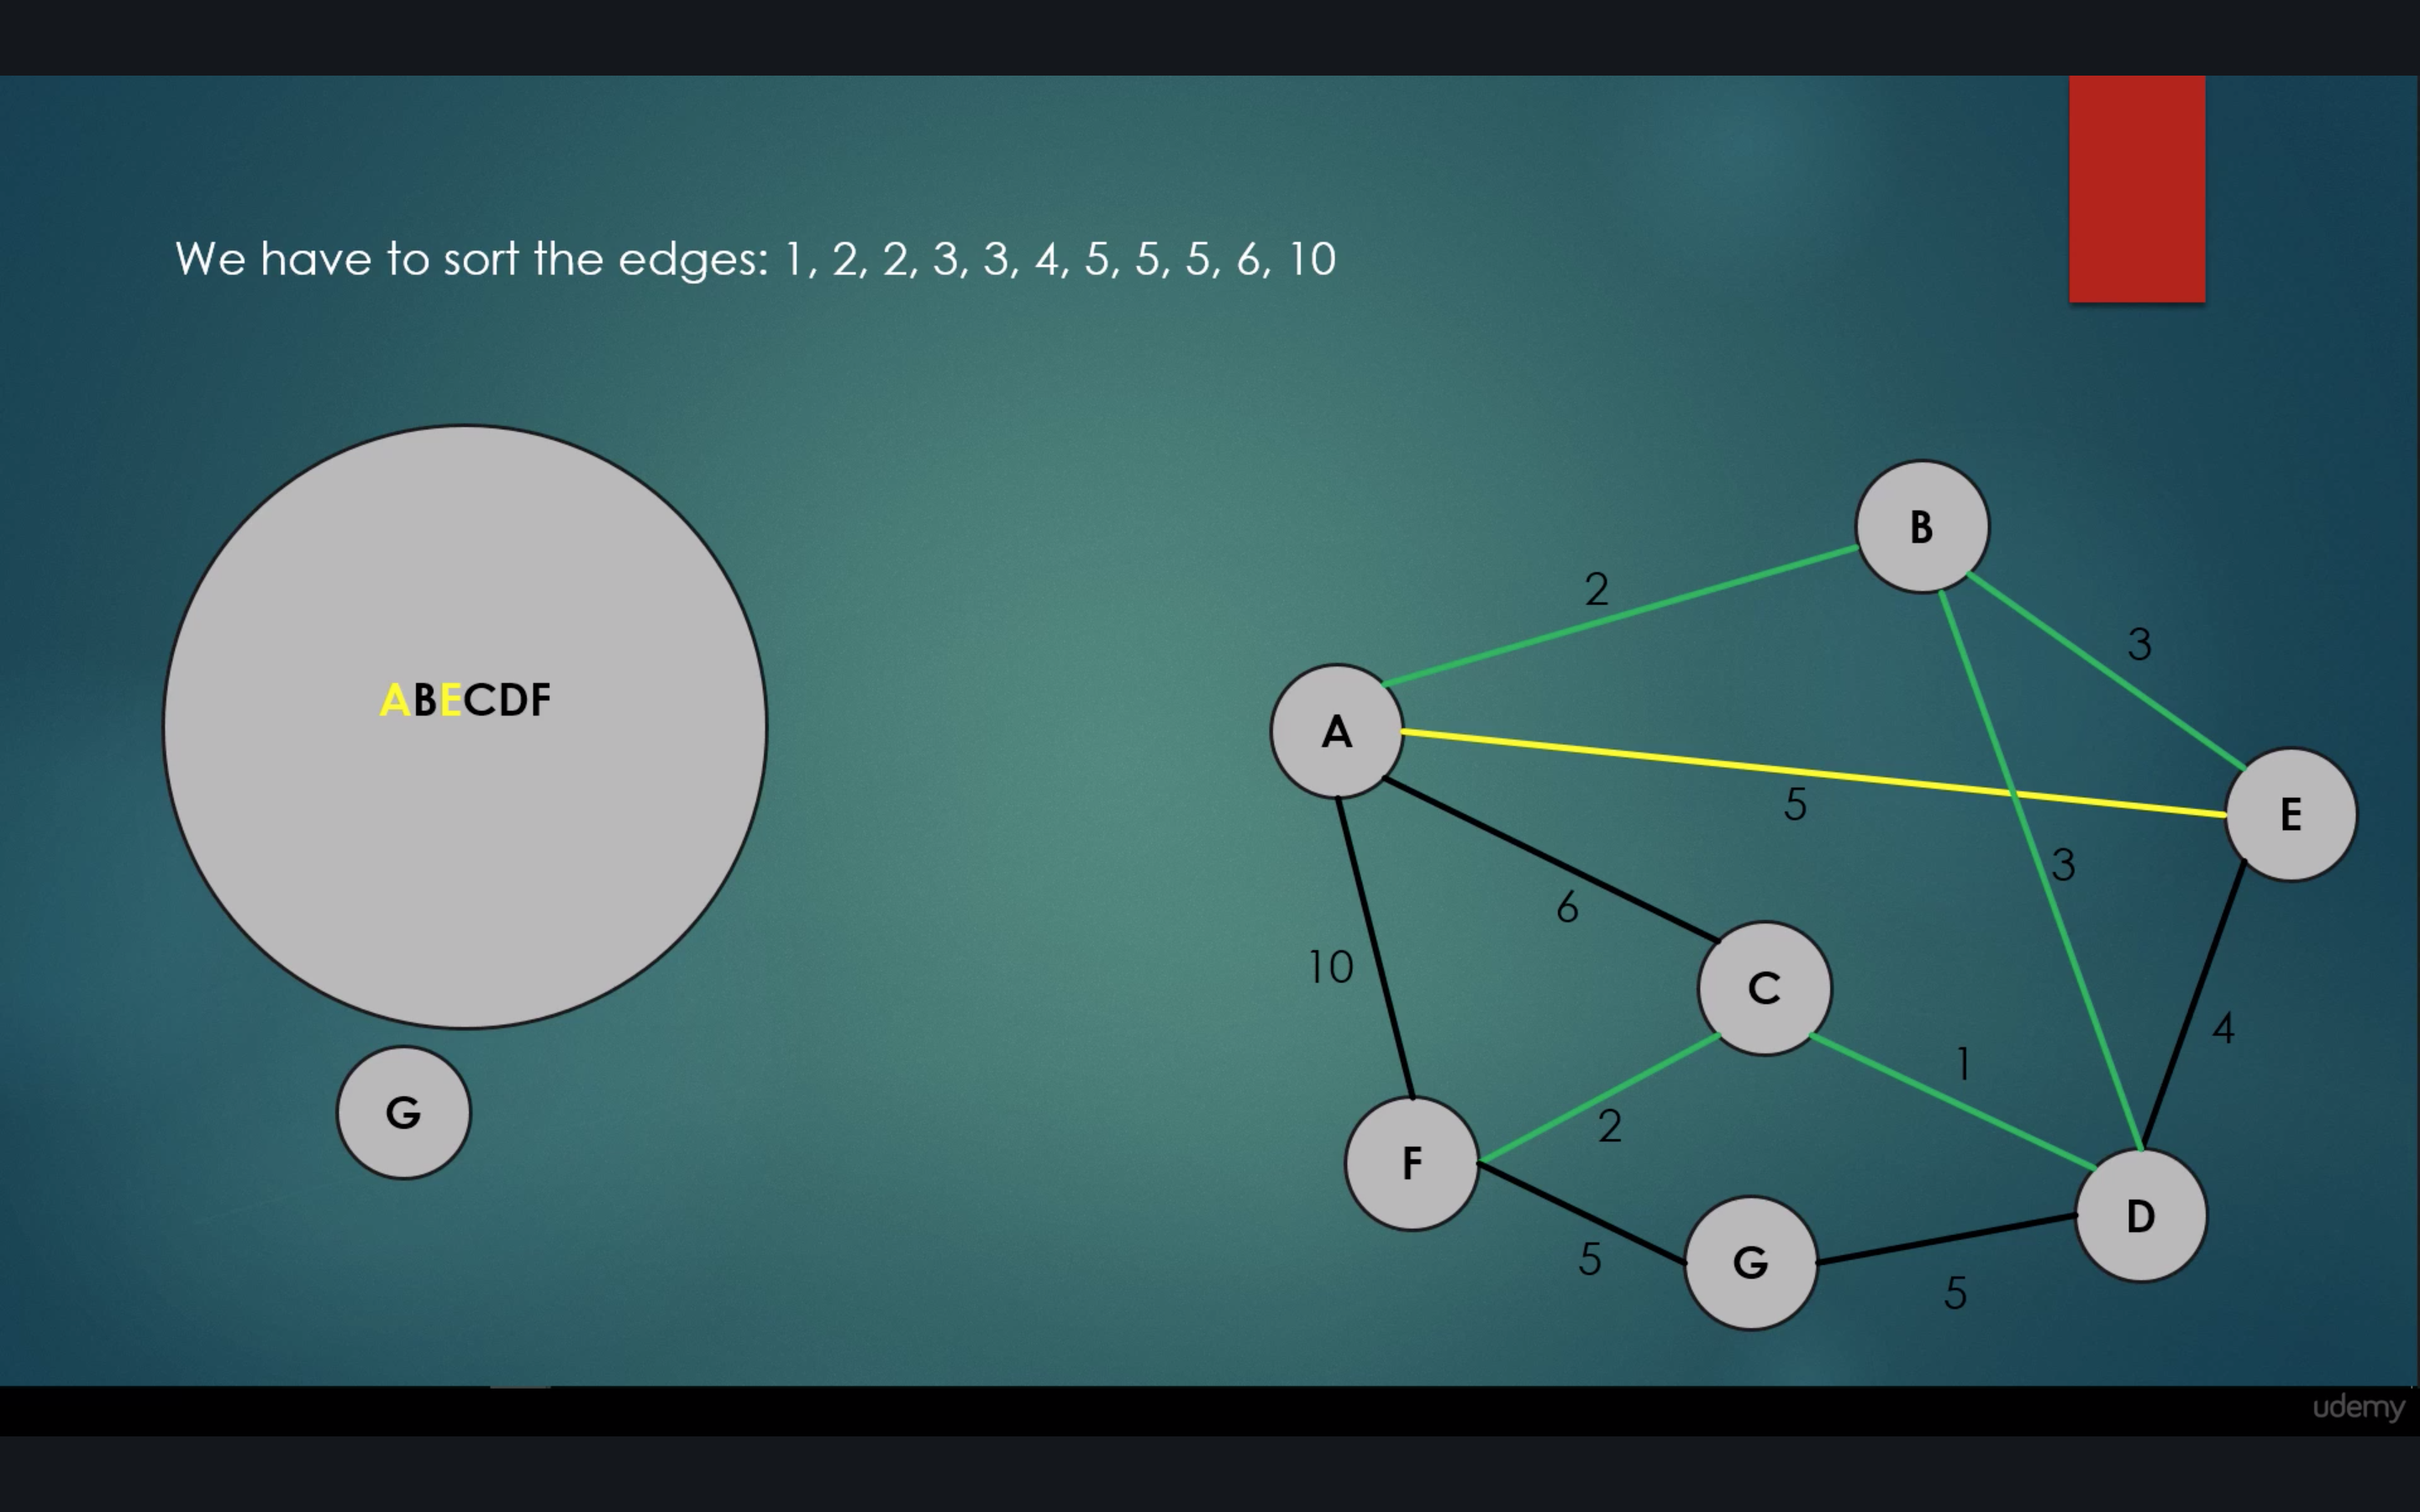 We have to sort the edges: 1, 2, 2, 3, 3, 4, 5, 5, 5, 6, 10
B
2
3
ABECDF
A
5
E
3
6
10
C
4
1
G
2
F
D
5
G
5
udemy